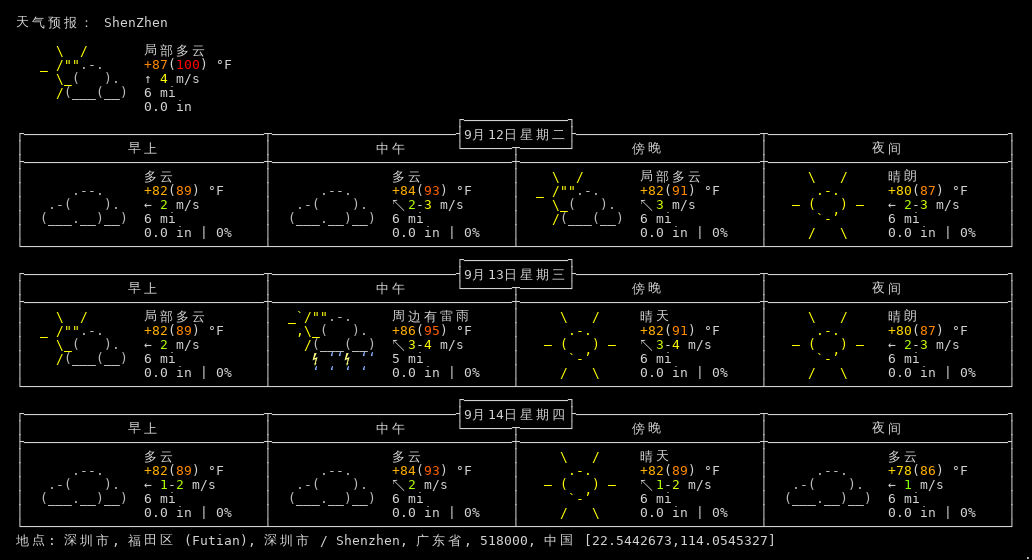 天气预报： ShenZhen
局部多云
+87(100) °F
↑ 4 m/s
6 mi
0.0 in
9月12日星期二
早上 中午 傍晚 夜间
多云 多云 局部多云 晴朗
+82(89) °F +84(93) °F +82(91) °F +80(87) °F
← 2 m/s ↖ 2-3 m/s ↖ 3 m/s ← 2-3 m/s
6 mi 6 mi 6 mi 6 mi
0.0 in | 0% 0.0 in | 0% 0.0 in | 0% 0.0 in | 0%
9月13日星期三
早上 中午 傍晚 夜间
局部多云 周边有雷雨 晴天 晴朗
+82(89) °F +86(95) °F +82(91) °F +80(87) °F
← 2 m/s ↖ 3-4 m/s ↖ 3-4 m/s ← 2-3 m/s
6 mi 5 mi 6 mi 6 mi
0.0 in | 0% 0.0 in | 0% 0.0 in | 0% 0.0 in | 0%
9月14日星期四
早上 中午 傍晚 夜间
多云 多云 晴天 多云
+82(89) °F +84(93) °F +82(89) °F +78(86) °F
← 1-2 m/s ↖ 2 m/s ↖ 1-2 m/s ← 1 m/s
6 mi 6 mi 6 mi 6 mi
0.0 in | 0% 0.0 in | 0% 0.0 in | 0% 0.0 in | 0%
地点: 深圳市, 福田区 (Futian), 深圳市 / Shenzhen, 广东省, 518000, 中国 [22.5442673,114.0545327]